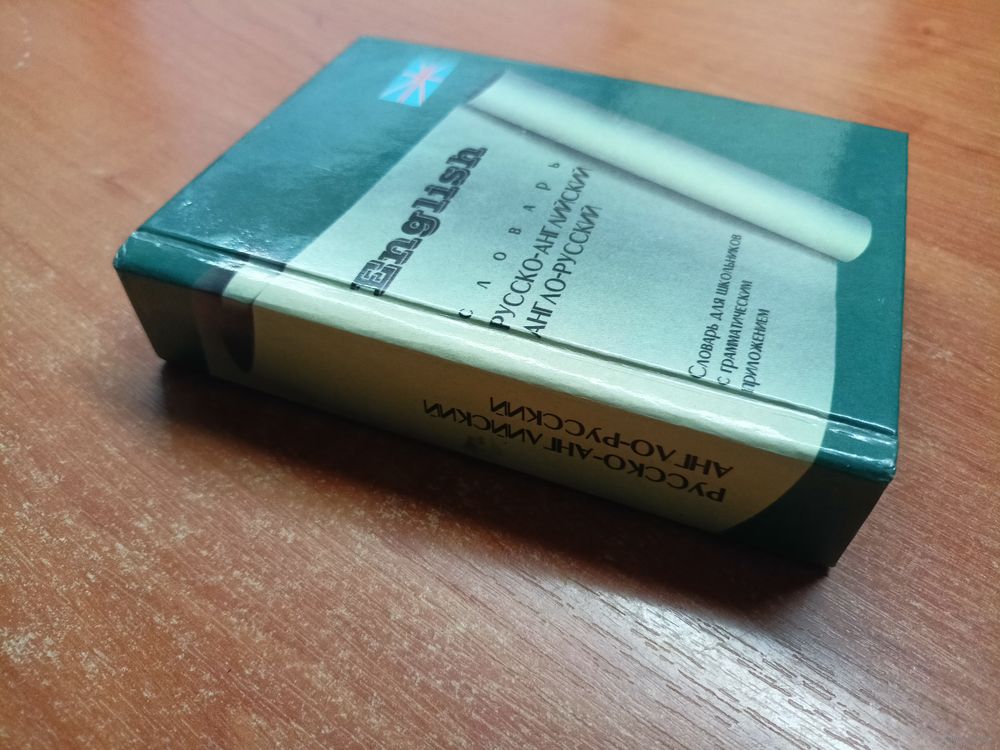 English
СЛОВАРЬ
РУССКО-АНГЛИЙСКИЙ
АНГЛО-РУССКИЙ
Словарь для школьников
с грамматическим
приложением
РУССКО-АНГЛИЙСКИЙ
АНГЛО-РУССКИЙ